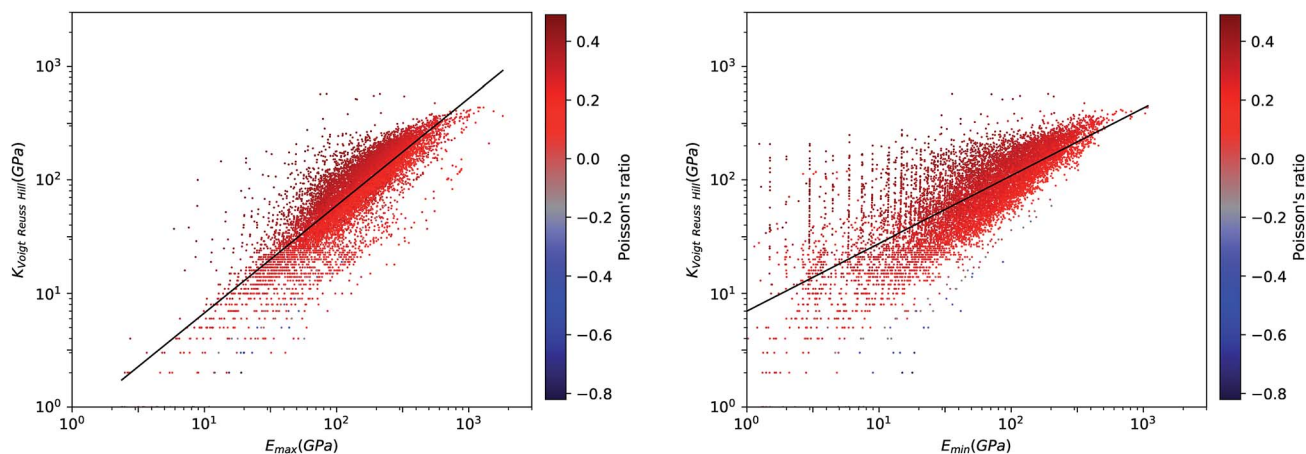 10³
10²
10¹
10⁰
K_Voigt Reuss Hill(GPa)
10⁰ 10¹ 10² 10³
E_max(GPa)
0.4
0.2
0.0
−0.2
−0.4
−0.6
−0.8
Poisson's ratio
10³
10²
10¹
10⁰
K_Voigt Reuss Hill(GPa)
10⁰ 10¹ 10² 10³
E_min(GPa)
0.4
0.2
0.0
−0.2
−0.4
−0.6
−0.8
Poisson's ratio